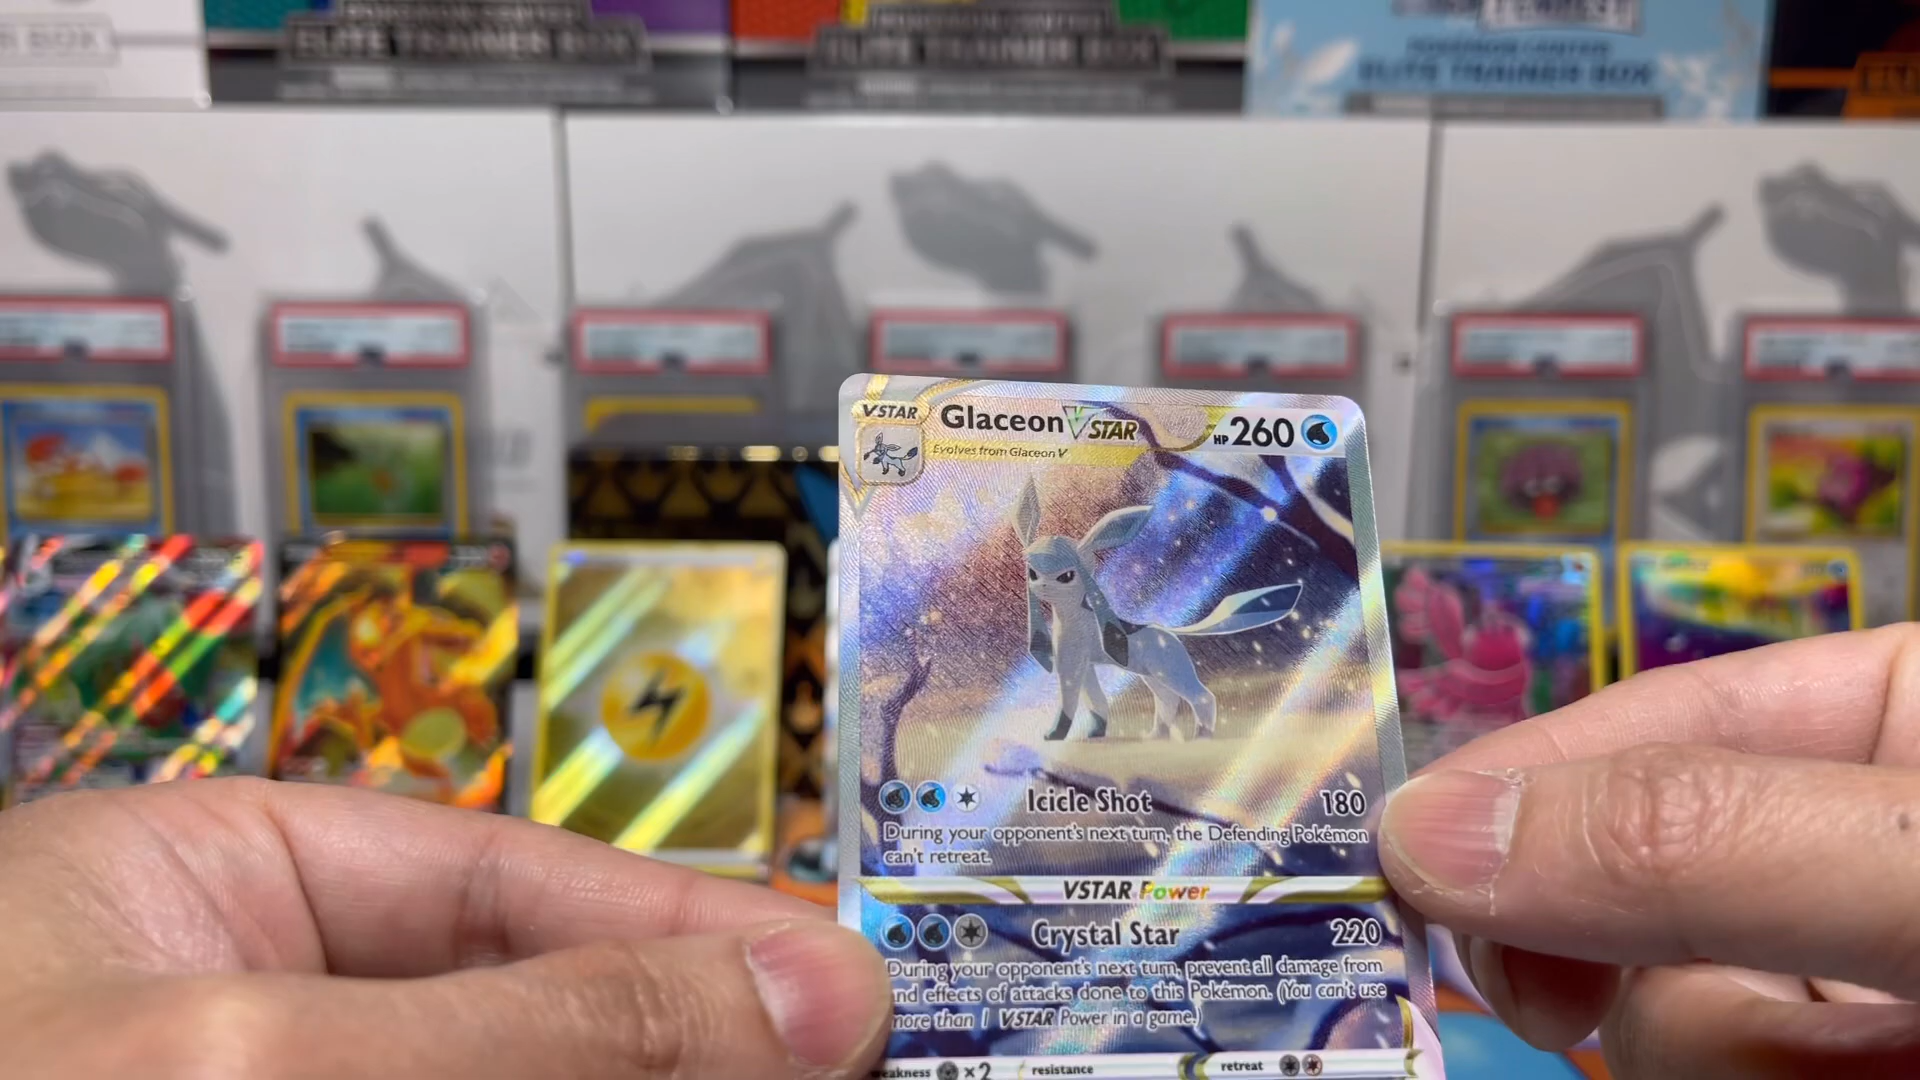 R BOX
ELITE TRAINER BOX
ELITE TRAINER BOX
TEMPEST
POKÉMON CENTER
ELITE TRAINER BOX
VSTAR
Glaceon VSTAR
HP 260
Evolves from Glaceon V
Icicle Shot 180
During your opponent's next turn, the Defending Pokémon
can't retreat.
VSTAR Power
Crystal Star 220
During your opponent's next turn, prevent all damage from
and effects of attacks done to this Pokémon. (You can't use
more than 1 VSTAR Power in a game.)
weakness ×2 resistance retreat